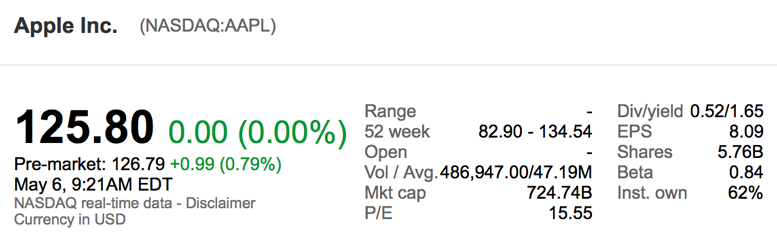 Apple Inc. (NASDAQ:AAPL)
125.80 0.00 (0.00%)
Pre-market: 126.79 +0.99 (0.79%)
May 6, 9:21AM EDT
NASDAQ real-time data - Disclaimer
Currency in USD
Range -
52 week 82.90 - 134.54
Open -
Vol / Avg. 486,947.00/47.19M
Mkt cap 724.74B
P/E 15.55
Div/yield 0.52/1.65
EPS 8.09
Shares 5.76B
Beta 0.84
Inst. own 62%